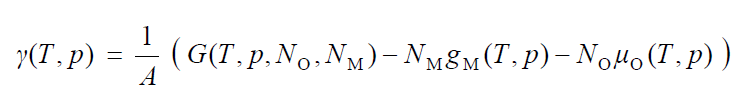 γ(T, p) = 1/A ( G(T, p, N_O, N_M) − N_M g_M(T, p) − N_O μ_O(T, p) )